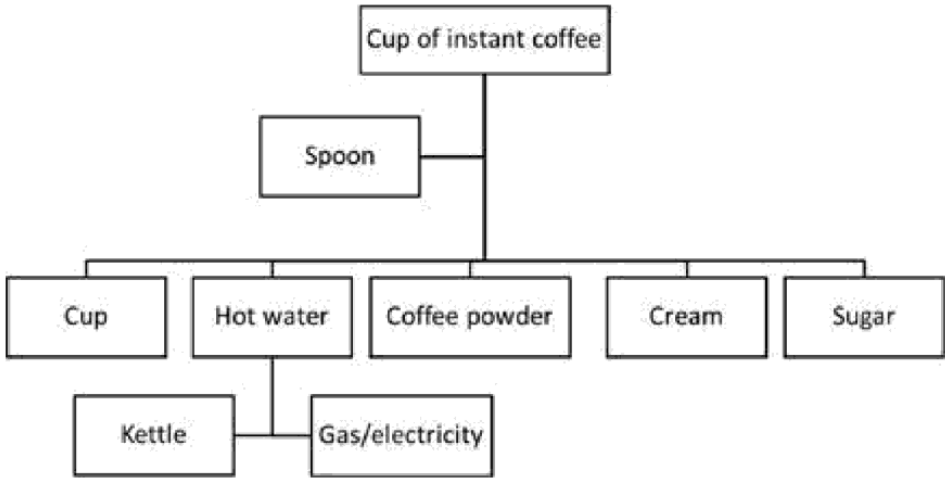 Cup of instant coffee
Spoon
Cup
Hot water
Coffee powder
Cream
Sugar
Kettle
Gas/electricity